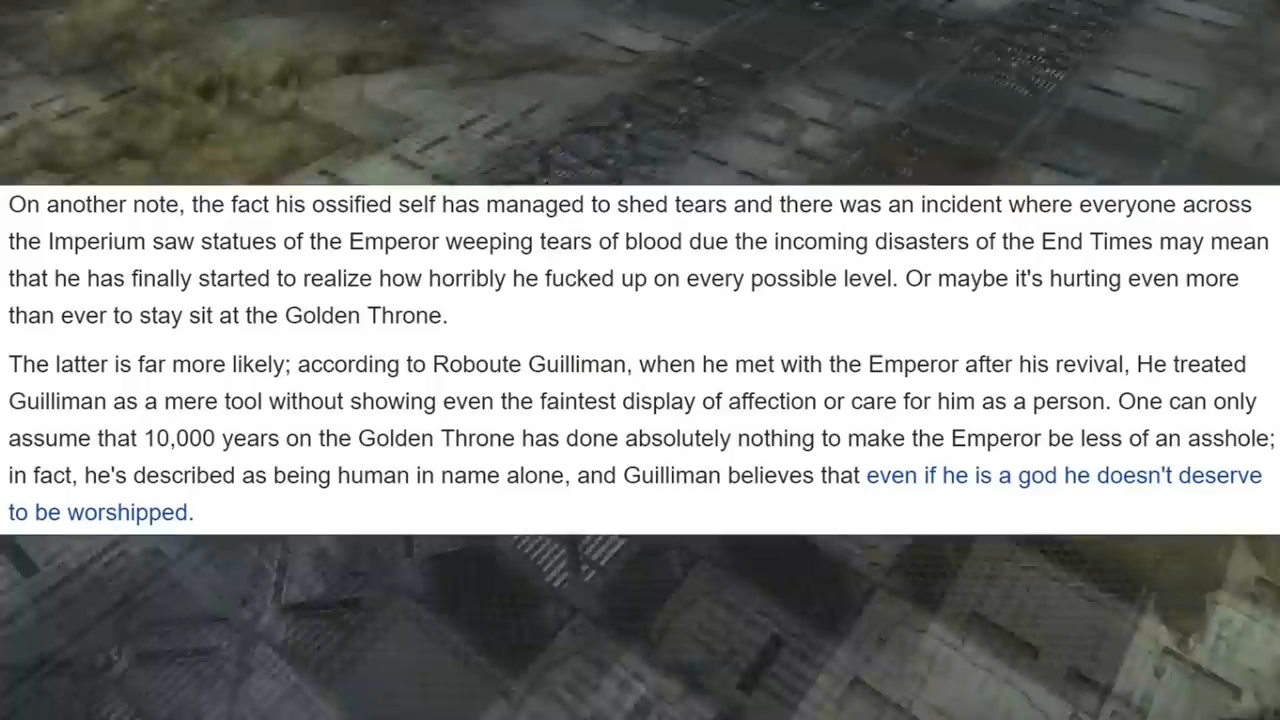 On another note, the fact his ossified self has managed to shed tears and there was an incident where everyone across
the Imperium saw statues of the Emperor weeping tears of blood due the incoming disasters of the End Times may mean
that he has finally started to realize how horribly he fucked up on every possible level. Or maybe it's hurting even more
than ever to stay sit at the Golden Throne.
The latter is far more likely; according to Roboute Guilliman, when he met with the Emperor after his revival, He treated
Guilliman as a mere tool without showing even the faintest display of affection or care for him as a person. One can only
assume that 10,000 years on the Golden Throne has done absolutely nothing to make the Emperor be less of an asshole;
in fact, he's described as being human in name alone, and Guilliman believes that even if he is a god he doesn't deserve
to be worshipped.